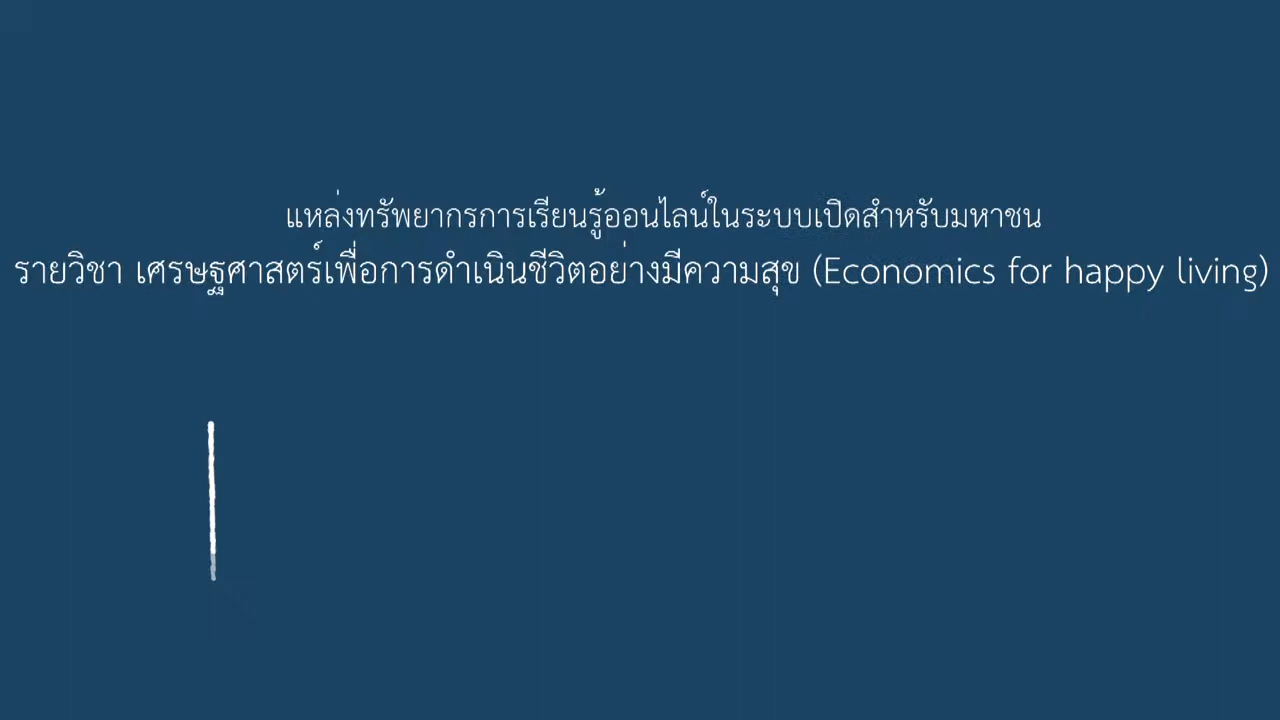 แหล่งทรัพยากรการเรียนรู้ออนไลน์ในระบบเปิดสำหรับมหาชน
รายวิชา เศรษฐศาสตร์เพื่อการดำเนินชีวิตอย่างมีความสุข (Economics for happy living)